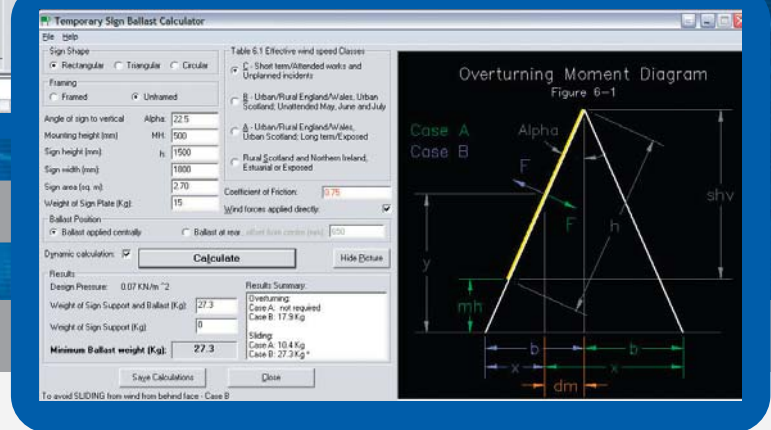 Temporary Sign Ballast Calculator
File Help
Sign Shape
Rectangular Triangular Circular
Framing
Framed Unframed
Angle of sign to vertical Alpha: 22.5
Mounting height (mm) MH: 500
Sign height (mm): h: 1500
Sign width (mm): 1800
Sign area (sq. m): 2.70
Weight of Sign Plate (Kg): 15
Table 6.1 Effective wind speed Classes
C - Short term/Attended works and
Unplanned incidents
B - Urban/Rural England/Wales, Urban
Scotland; Unattended May, June and July
A - Urban/Rural England/Wales,
Urban Scotland; Long term/Exposed
Rural Scotland and Northern Ireland,
Estuarial or Exposed
Coefficient of Friction: 0.75
Wind forces applied directly:
Ballast Position
Ballast applied centrally Ballast at rear offset from centre (mm): 650
Dynamic calculation: Calculate Hide Picture
Results
Design Pressure: 0.07 KN/m ^2
Weight of Sign Support and Ballast (Kg): 27.3
Weight of Sign Support (Kg) 0
Minimum Ballast weight (Kg): 27.3
Results Summary:
Overturning:
Case A: not required
Case B: 17.9 Kg
Sliding:
Case A: 10.4 Kg
Case B: 27.3 Kg *
Save Calculations Close
To avoid SLIDING from wind from behind face - Case B
Overturning Moment Diagram
Figure 6-1
Case A
Case B
Alpha
F
F
h
shv
y
mh
b
b
x
x
dm